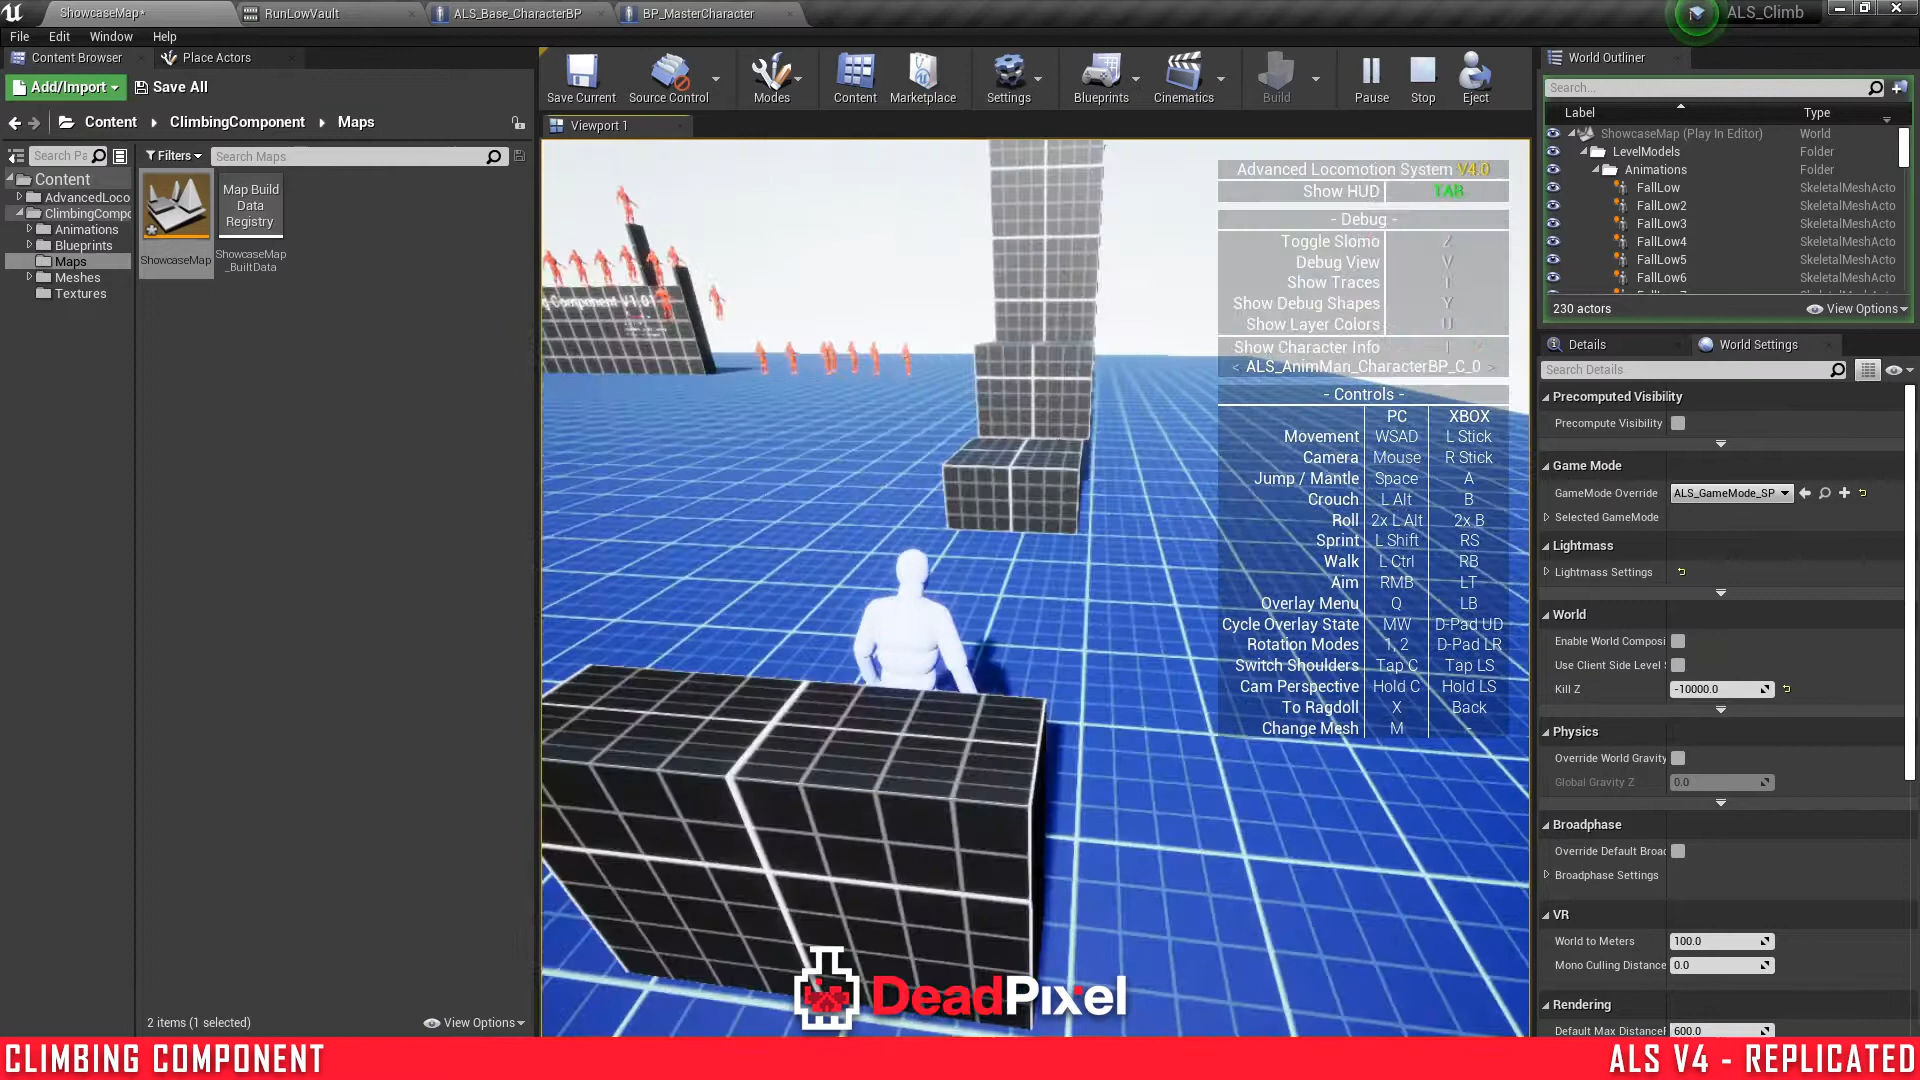 ShowcaseMap*
RunLowVault
ALS_Base_CharacterBP
BP_MasterCharacter
ALS_Climb
File Edit Window Help
Content Browser
Place Actors
Add/Import
Save All
Content
ClimbingComponent
Maps
Search Pa
Filters
Search Maps
Content
AdvancedLoco
ClimbingCompo
Animations
Blueprints
Maps
Meshes
Textures
ShowcaseMap
Map Build
Data
Registry
ShowcaseMap
_BuiltData
2 items (1 selected)
View Options
Save Current
Source Control
Modes
Content
Marketplace
Settings
Blueprints
Cinematics
Build
Pause
Stop
Eject
Viewport 1
Advanced Locomotion System V4.0
Show HUD TAB
- Debug -
Toggle Slomo Z
Debug View V
Show Traces
Show Debug Shapes Y
Show Layer Colors U
Show Character Info I
< ALS_AnimMan_CharacterBP_C_0 >
- Controls -
PC XBOX
Movement WSAD L Stick
Camera Mouse R Stick
Jump / Mantle Space A
Crouch L Alt B
Roll 2x L Alt 2x B
Sprint L Shift RS
Walk L Ctrl RB
Aim RMB LT
Overlay Menu Q LB
Cycle Overlay State MW D-Pad UD
Rotation Modes 1, 2 D-Pad LR
Switch Shoulders Tap C Tap LS
Cam Perspective Hold C Hold LS
To Ragdoll X Back
Change Mesh M -
World Outliner
Search...
Label Type
ShowcaseMap (Play In Editor) World
LevelModels Folder
Animations Folder
FallLow SkeletalMeshActo
FallLow2 SkeletalMeshActo
FallLow3 SkeletalMeshActo
FallLow4 SkeletalMeshActo
FallLow5 SkeletalMeshActo
FallLow6 SkeletalMeshActo
230 actors
View Options
Details
World Settings
Search Details
Precomputed Visibility
Precompute Visibility
Game Mode
GameMode Override ALS_GameMode_SP
Selected GameMode
Lightmass
Lightmass Settings
World
Enable World Composi
Use Client Side Level
Kill Z -10000.0
Physics
Override World Gravity
Global Gravity Z 0.0
Broadphase
Override Default Broad
Broadphase Settings
VR
World to Meters 100.0
Mono Culling Distance 0.0
Rendering
Default Max DistanceF 600.0
DeadPixel
CLIMBING COMPONENT
ALS V4 - REPLICATED